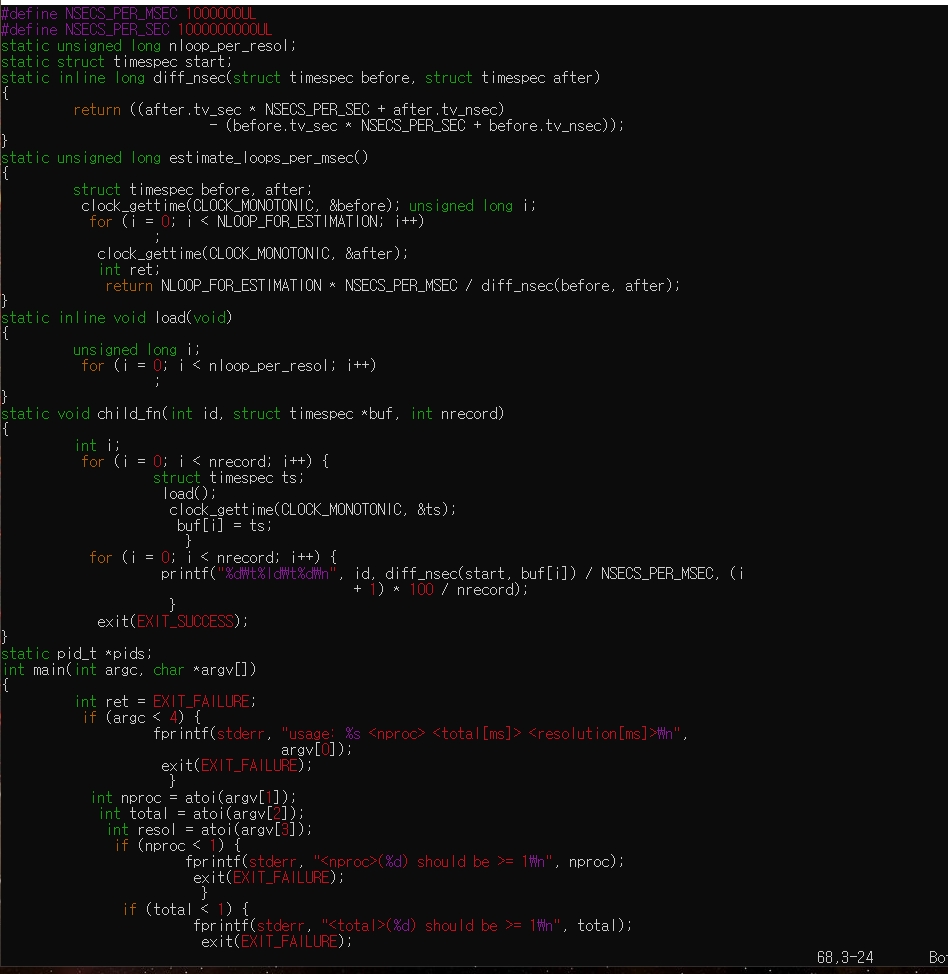 #define NSECS_PER_MSEC 1000000UL
#define NSECS_PER_SEC 1000000000UL
static unsigned long nloop_per_resol;
static struct timespec start;
static inline long diff_nsec(struct timespec before, struct timespec after)
{
return ((after.tv_sec * NSECS_PER_SEC + after.tv_nsec)
- (before.tv_sec * NSECS_PER_SEC + before.tv_nsec));
}
static unsigned long estimate_loops_per_msec()
{
struct timespec before, after;
clock_gettime(CLOCK_MONOTONIC, &before); unsigned long i;
for (i = 0; i < NLOOP_FOR_ESTIMATION; i++)
;
clock_gettime(CLOCK_MONOTONIC, &after);
int ret;
return NLOOP_FOR_ESTIMATION * NSECS_PER_MSEC / diff_nsec(before, after);
}
static inline void load(void)
{
unsigned long i;
for (i = 0; i < nloop_per_resol; i++)
;
}
static void child_fn(int id, struct timespec *buf, int nrecord)
{
int i;
for (i = 0; i < nrecord; i++) {
struct timespec ts;
load();
clock_gettime(CLOCK_MONOTONIC, &ts);
buf[i] = ts;
}
for (i = 0; i < nrecord; i++) {
printf("%d₩t%ld₩t%d₩n", id, diff_nsec(start, buf[i]) / NSECS_PER_MSEC, (i
+ 1) * 100 / nrecord);
}
exit(EXIT_SUCCESS);
}
static pid_t *pids;
int main(int argc, char *argv[])
{
int ret = EXIT_FAILURE;
if (argc < 4) {
fprintf(stderr, "usage: %s <nproc> <total[ms]> <resolution[ms]>₩n",
argv[0]);
exit(EXIT_FAILURE);
}
int nproc = atoi(argv[1]);
int total = atoi(argv[2]);
int resol = atoi(argv[3]);
if (nproc < 1) {
fprintf(stderr, "<nproc>(%d) should be >= 1₩n", nproc);
exit(EXIT_FAILURE);
}
if (total < 1) {
fprintf(stderr, "<total>(%d) should be >= 1₩n", total);
exit(EXIT_FAILURE);
68,3-24 Bo